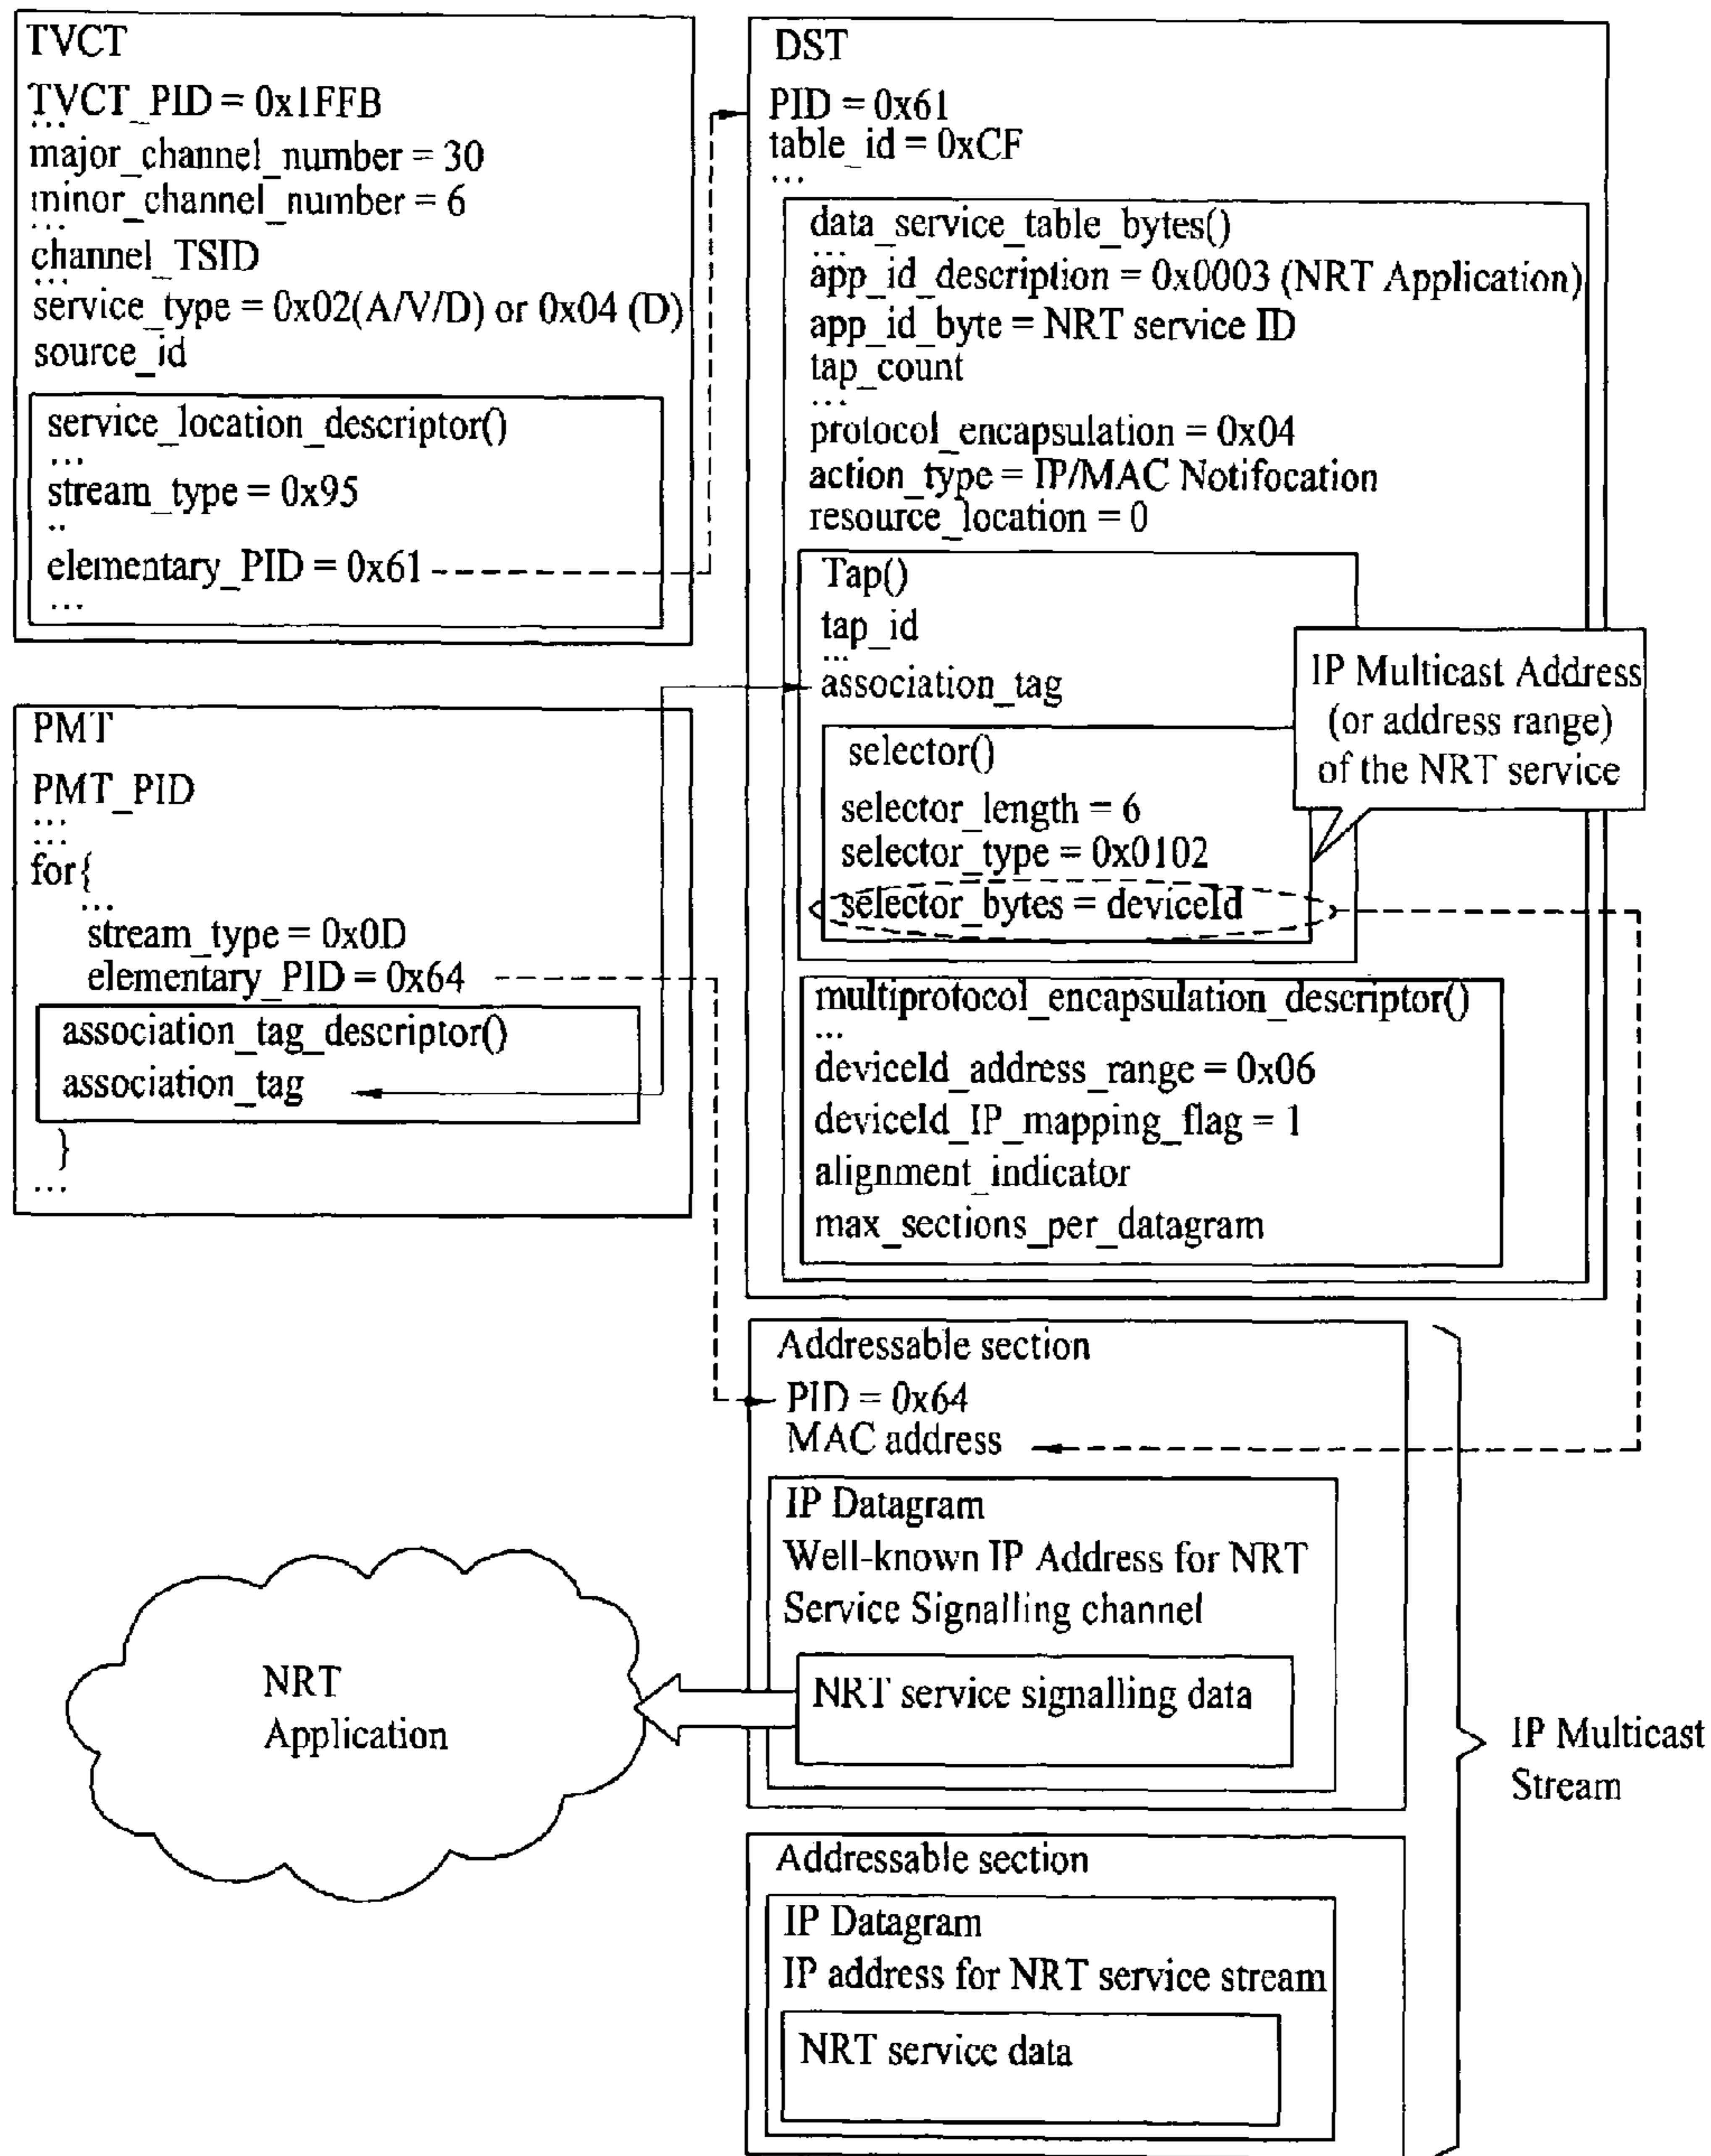 TVCT
TVCT_PID = 0x1FFB
...
major_channel_number = 30
minor_channel_number = 6
...
channel_TSID
...
service_type = 0x02(A/V/D) or 0x04 (D)
source_id
service_location_descriptor()
...
stream_type = 0x95
..
elementary_PID = 0x61
...
PMT
PMT_PID
...
...
for{
...
stream_type = 0x0D
elementary_PID = 0x64
association_tag_descriptor()
association_tag
}
...
DST
PID = 0x61
table_id = 0xCF
...
data_service_table_bytes()
...
app_id_description = 0x0003 (NRT Application)
app_id_byte = NRT service ID
tap_count
...
protocol_encapsulation = 0x04
action_type = IP/MAC Notifocation
resource_location = 0
Tap()
tap_id
...
association_tag
selector()
selector_length = 6
selector_type = 0x0102
selector_bytes = deviceId
IP Multicast Address
(or address range)
of the NRT service
multiprotocol_encapsulation_descriptor()
...
deviceId_address_range = 0x06
deviceId_IP_mapping_flag = 1
alignment_indicator
max_sections_per_datagram
Addressable section
PID = 0x64
MAC address
IP Datagram
Well-known IP Address for NRT
Service Signalling channel
NRT service signalling data
NRT
Application
IP Multicast
Stream
Addressable section
IP Datagram
IP address for NRT service stream
NRT service data